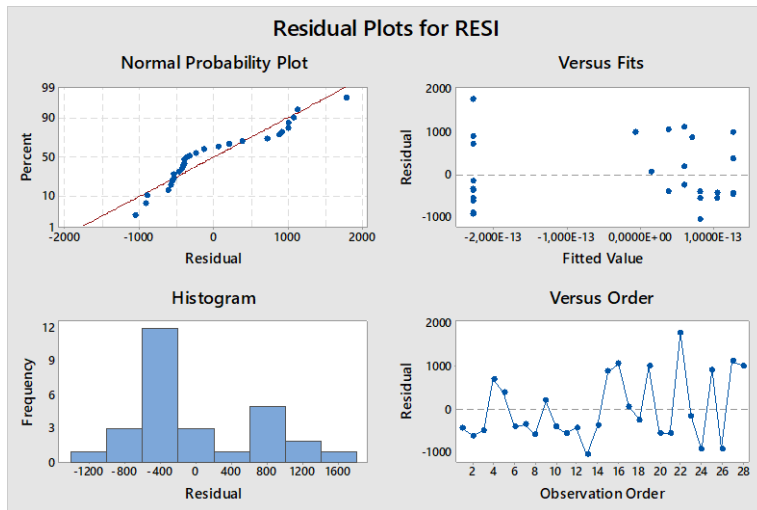 Residual Plots for RESI
Normal Probability Plot
99
90
50
10
1
Percent
-2000 -1000 0 1000 2000
Residual
Versus Fits
2000
1000
0
-1000
Residual
-2,000E-13 -1,000E-13 0,0000E+00 1,0000E-13
Fitted Value
Histogram
12
9
6
3
0
Frequency
-1200 -800 -400 0 400 800 1200 1600
Residual
Versus Order
2000
1000
0
-1000
Residual
2 4 6 8 10 12 14 16 18 20 22 24 26 28
Observation Order